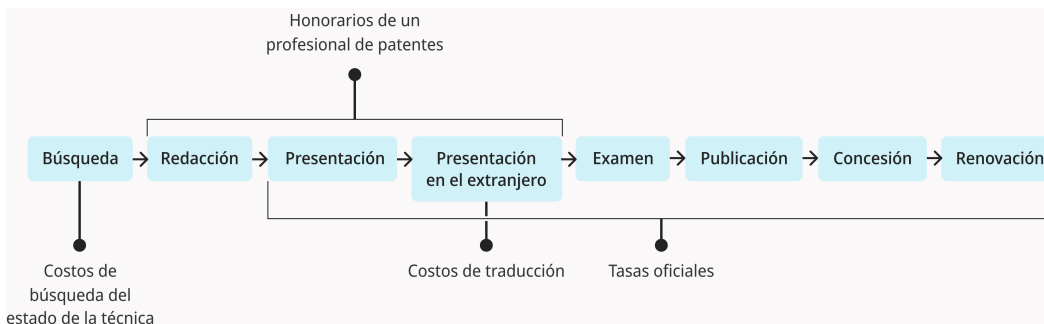 Honorarios de un
profesional de patentes
Búsqueda
Redacción
Presentación
Presentación
en el extranjero
Examen
Publicación
Concesión
Renovación
Costos de
búsqueda del
estado de la técnica
Costos de traducción
Tasas oficiales